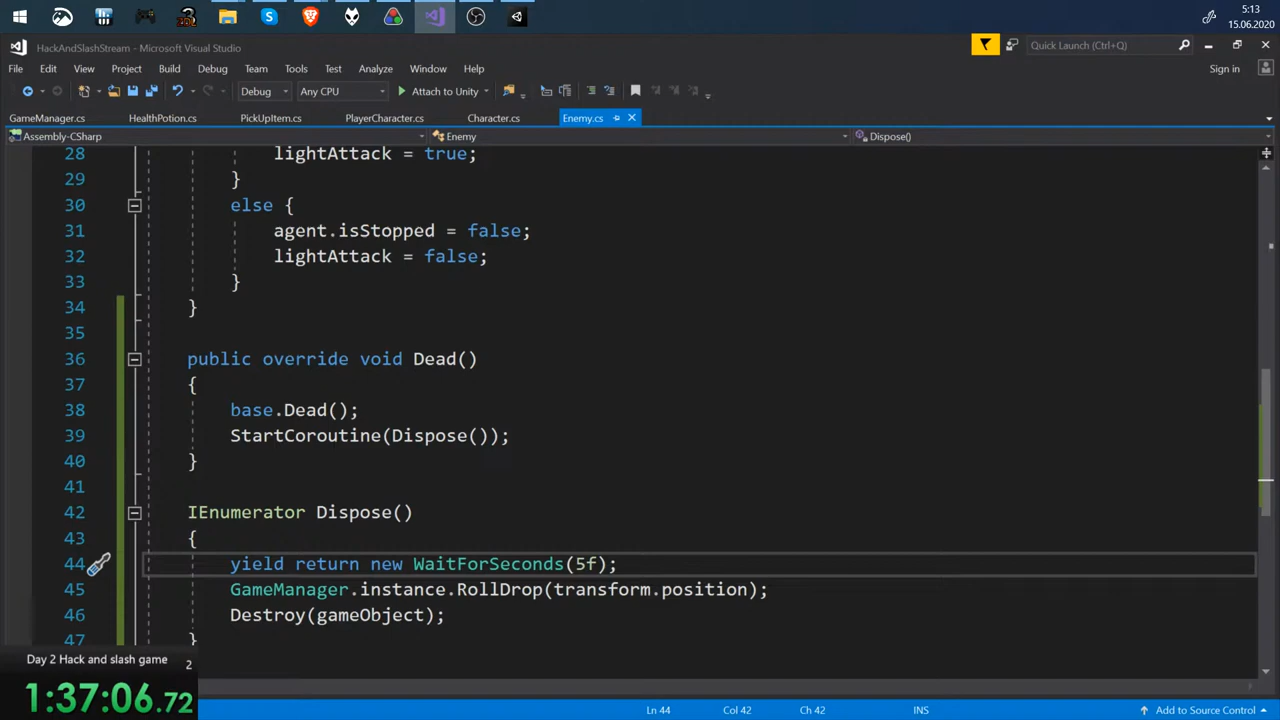 5:13
15.06.2020
HackAndSlashStream - Microsoft Visual Studio
Quick Launch (Ctrl+Q)
File Edit View Project Build Debug Team Tools Test Analyze Window Help
Sign in
Debug Any CPU Attach to Unity
GameManager.cs HealthPotion.cs PickUpItem.cs PlayerCharacter.cs Character.cs Enemy.cs
Assembly-CSharp Enemy Dispose()
28 lightAttack = true;
29 }
30 else {
31 agent.isStopped = false;
32 lightAttack = false;
33 }
34 }
35
36 public override void Dead()
37 {
38 base.Dead();
39 StartCoroutine(Dispose());
40 }
41
42 IEnumerator Dispose()
43 {
44 yield return new WaitForSeconds(5f);
45 GameManager.instance.RollDrop(transform.position);
46 Destroy(gameObject);
47 }
Day 2 Hack and slash game 2
1:37:06.72
Ln 44 Col 42 Ch 42 INS Add to Source Control